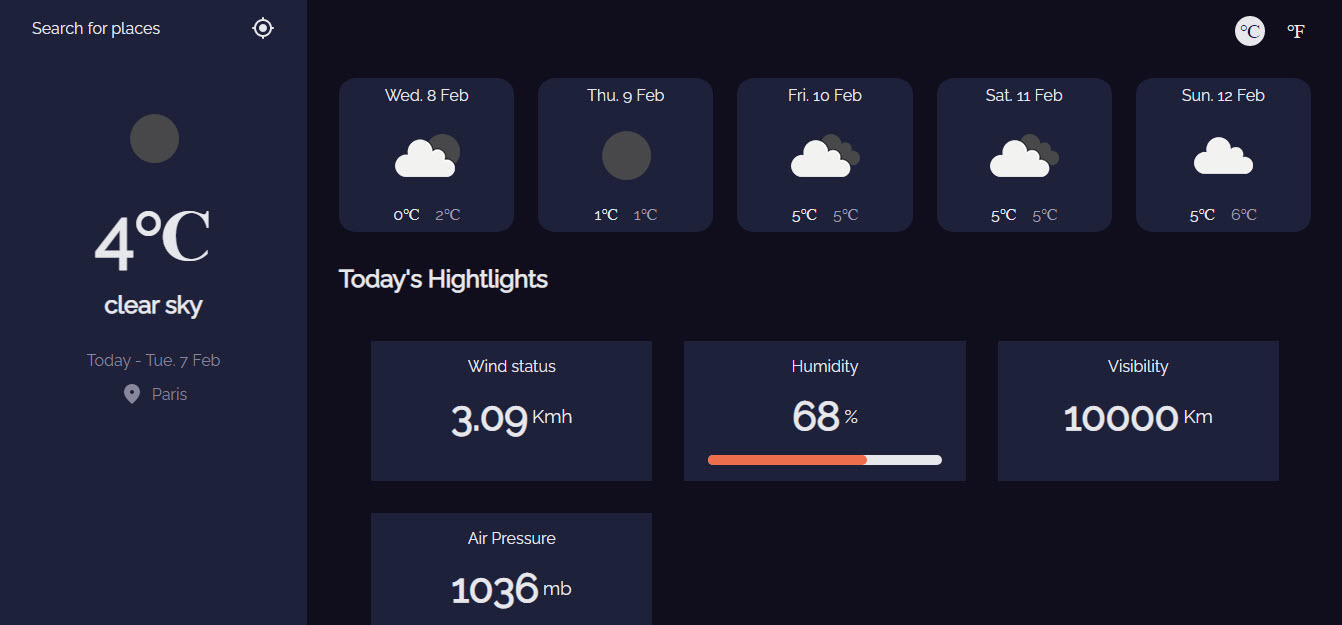 Search for places
4°C
clear sky
Today - Tue. 7 Feb
Paris
°C °F
Wed. 8 Feb
0°C 2°C
Thu. 9 Feb
1°C 1°C
Fri. 10 Feb
5°C 5°C
Sat. 11 Feb
5°C 5°C
Sun. 12 Feb
5°C 6°C
Today's Hightlights
Wind status
3.09 Kmh
Humidity
68 %
Visibility
10000 Km
Air Pressure
1036 mb